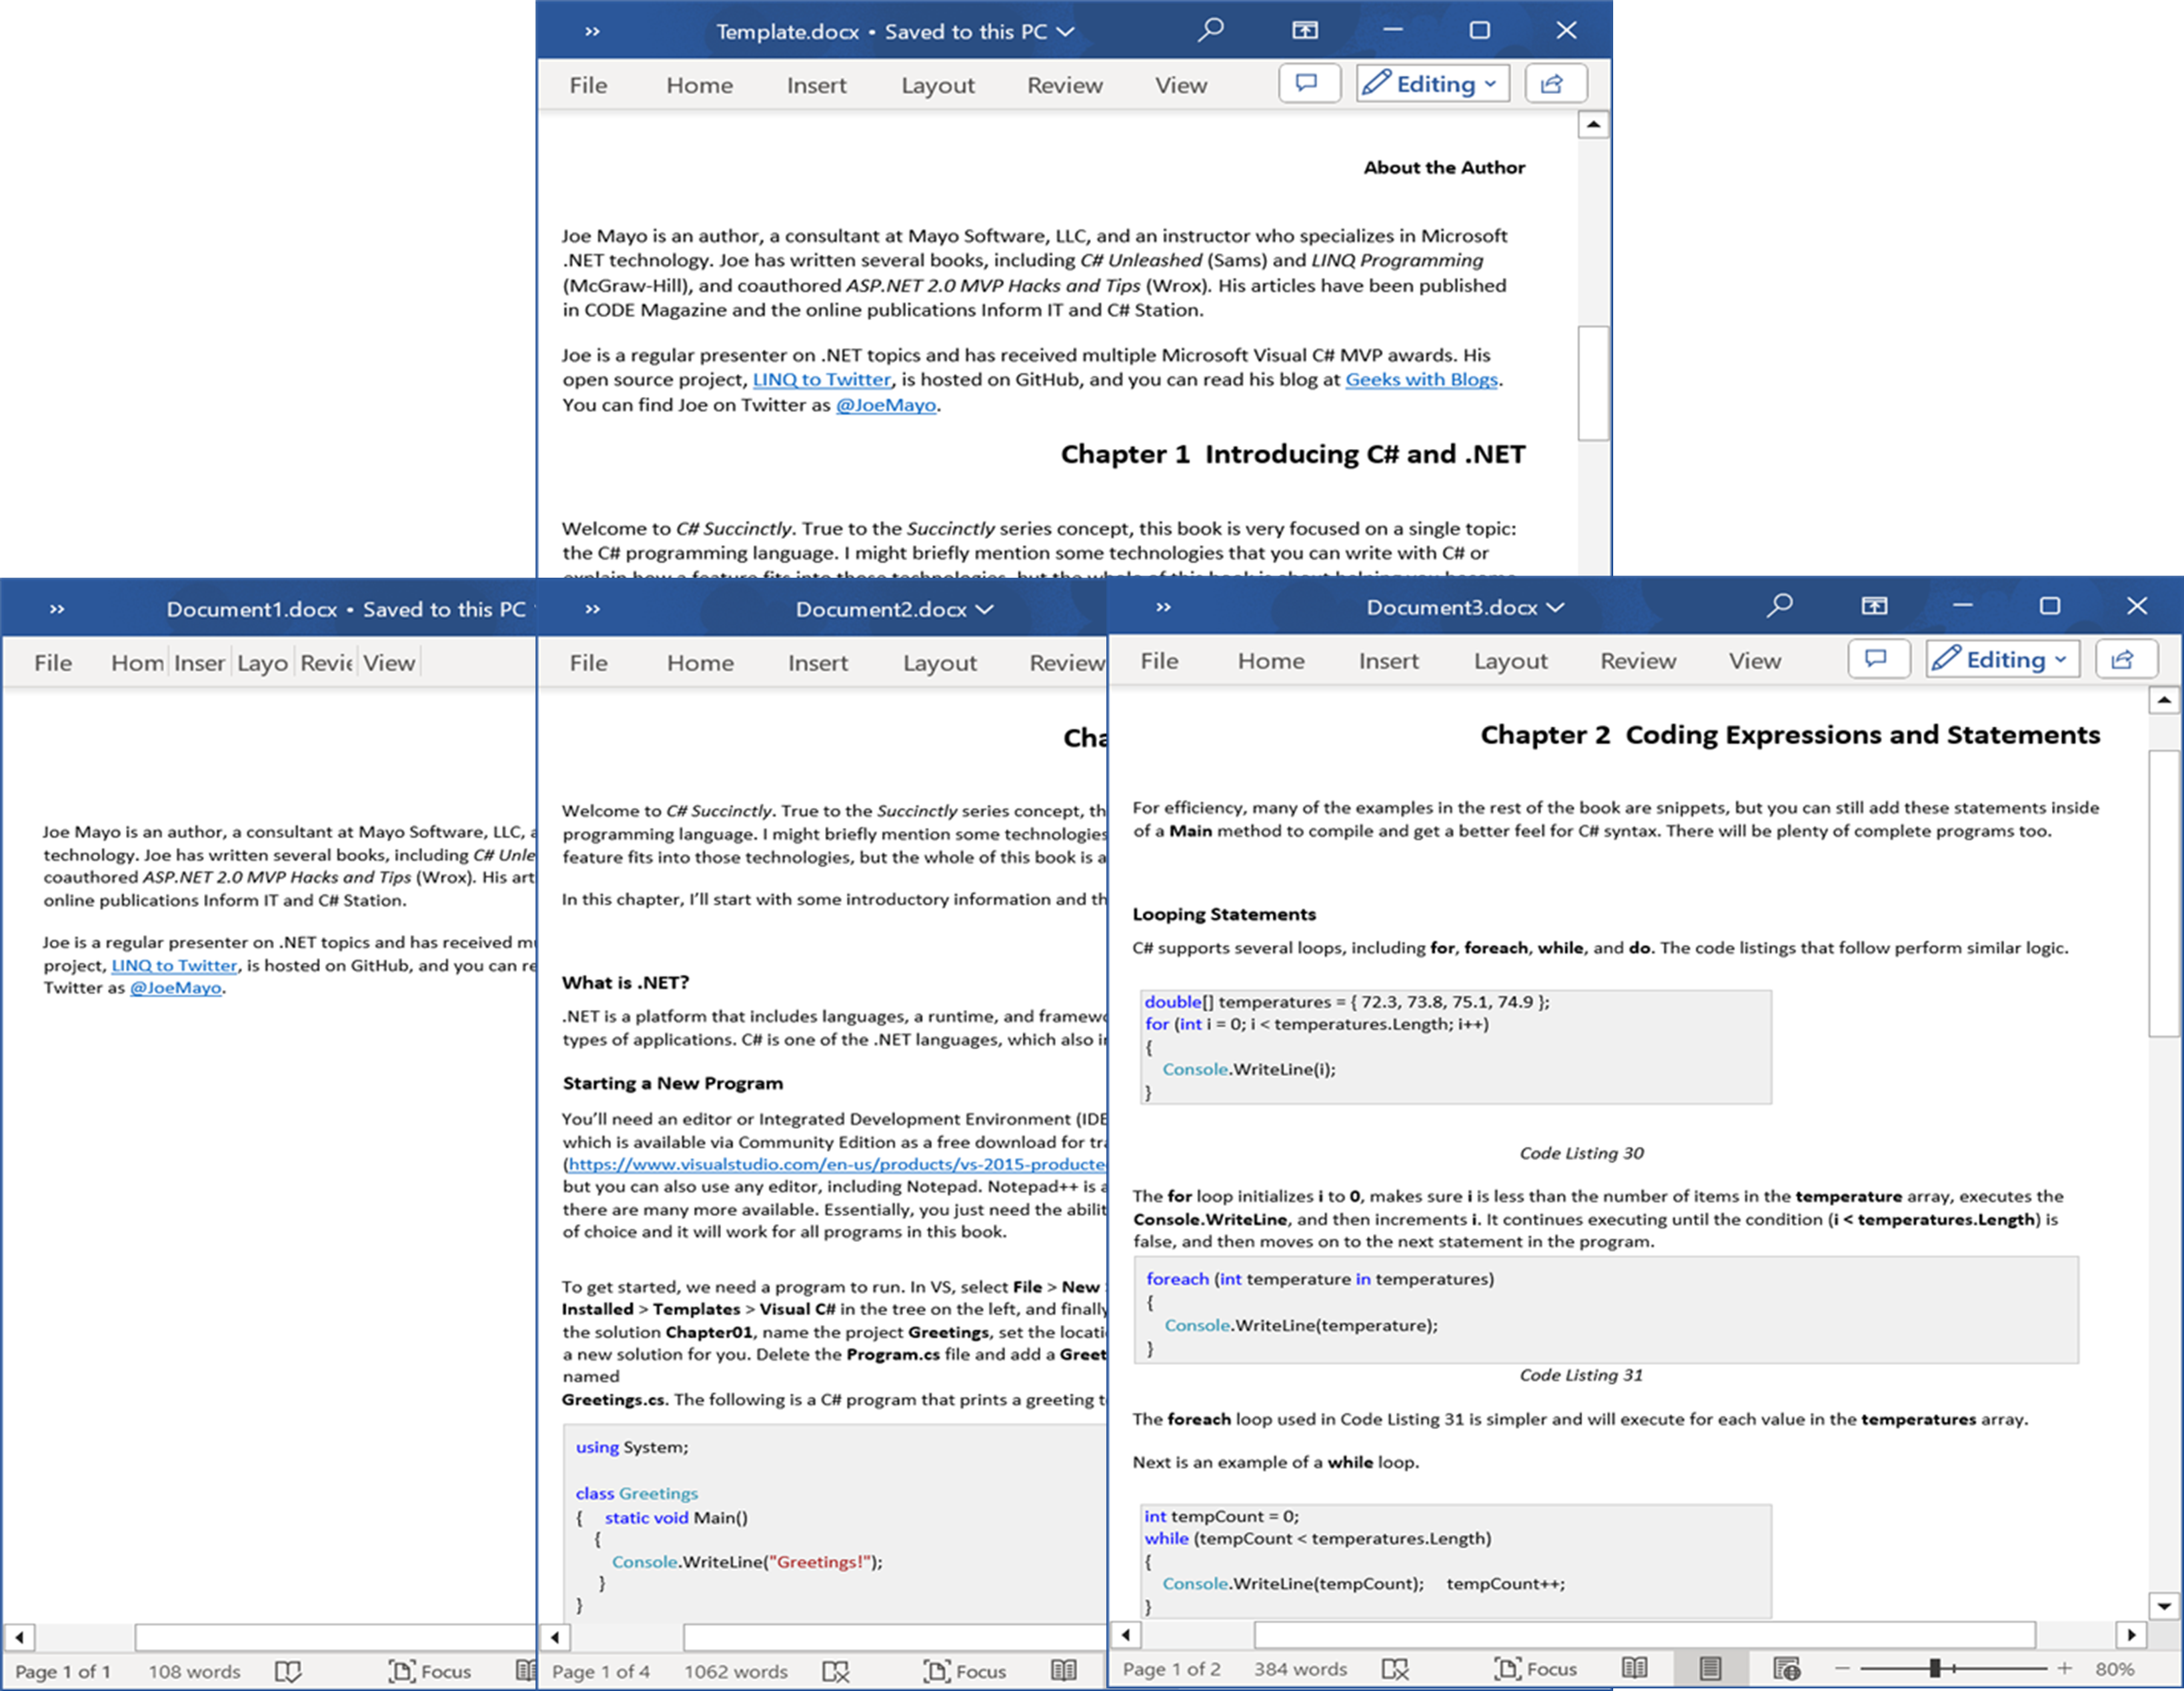 Template.docx • Saved to this PC
File Home Insert Layout Review View Editing
About the Author
Joe Mayo is an author, a consultant at Mayo Software, LLC, and an instructor who specializes in Microsoft
.NET technology. Joe has written several books, including C# Unleashed (Sams) and LINQ Programming
(McGraw-Hill), and coauthored ASP.NET 2.0 MVP Hacks and Tips (Wrox). His articles have been published
in CODE Magazine and the online publications Inform IT and C# Station.
Joe is a regular presenter on .NET topics and has received multiple Microsoft Visual C# MVP awards. His
open source project, LINQ to Twitter, is hosted on GitHub, and you can read his blog at Geeks with Blogs.
You can find Joe on Twitter as @JoeMayo.
Chapter 1 Introducing C# and .NET
Welcome to C# Succinctly. True to the Succinctly series concept, this book is very focused on a single topic:
the C# programming language. I might briefly mention some technologies that you can write with C# or
Document1.docx • Saved to this PC
File Hom Inser Layo Revi View
Joe Mayo is an author, a consultant at Mayo Software, LLC,
technology. Joe has written several books, including C# Unle
coauthored ASP.NET 2.0 MVP Hacks and Tips (Wrox). His art
online publications Inform IT and C# Station.
Joe is a regular presenter on .NET topics and has received
project, LINQ to Twitter, is hosted on GitHub, and you can re
Twitter as @JoeMayo.
Page 1 of 1 108 words Focus
Document2.docx
File Home Insert Layout Review
Cha
Welcome to C# Succinctly. True to the Succinctly series concept, th
programming language. I might briefly mention some technologies
feature fits into those technologies, but the whole of this book is a
In this chapter, I’ll start with some introductory information and th
What is .NET?
.NET is a platform that includes languages, a runtime, and framew
types of applications. C# is one of the .NET languages, which also i
Starting a New Program
You’ll need an editor or Integrated Development Environment (IDE
which is available via Community Edition as a free download for tr
(https://www.visualstudio.com/en-us/products/vs-2015-producte
but you can also use any editor, including Notepad. Notepad++ is a
there are many more available. Essentially, you just need the abilit
of choice and it will work for all programs in this book.
To get started, we need a program to run. In VS, select File > New
Installed > Templates > Visual C# in the tree on the left, and finally
the solution Chapter01, name the project Greetings, set the locati
a new solution for you. Delete the Program.cs file and add a Greet
named
Greetings.cs. The following is a C# program that prints a greeting t
using System;
class Greetings
{ static void Main()
{
Console.WriteLine("Greetings!");
}
}
Page 1 of 4 1062 words Focus
Document3.docx
File Home Insert Layout Review View Editing
Chapter 2 Coding Expressions and Statements
For efficiency, many of the examples in the rest of the book are snippets, but you can still add these statements inside
of a Main method to compile and get a better feel for C# syntax. There will be plenty of complete programs too.
Looping Statements
C# supports several loops, including for, foreach, while, and do. The code listings that follow perform similar logic.
double[] temperatures = { 72.3, 73.8, 75.1, 74.9 };
for (int i = 0; i < temperatures.Length; i++)
{
Console.WriteLine(i);
}
Code Listing 30
The for loop initializes i to 0, makes sure i is less than the number of items in the temperature array, executes the
Console.WriteLine, and then increments i. It continues executing until the condition (i < temperatures.Length) is
false, and then moves on to the next statement in the program.
foreach (int temperature in temperatures)
{
Console.WriteLine(temperature);
}
Code Listing 31
The foreach loop used in Code Listing 31 is simpler and will execute for each value in the temperatures array.
Next is an example of a while loop.
int tempCount = 0;
while (tempCount < temperatures.Length)
{
Console.WriteLine(tempCount); tempCount++;
}
Page 1 of 2 384 words Focus 80%